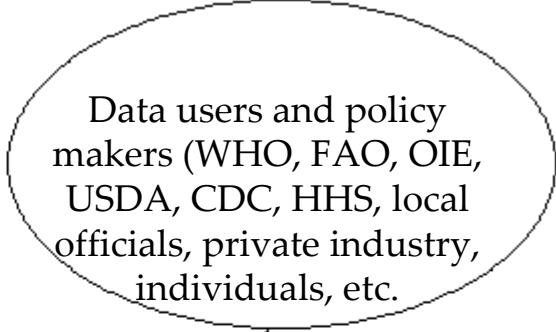 Data users and policy
makers (WHO, FAO, OIE,
USDA, CDC, HHS, local
officials, private industry,
individuals, etc.